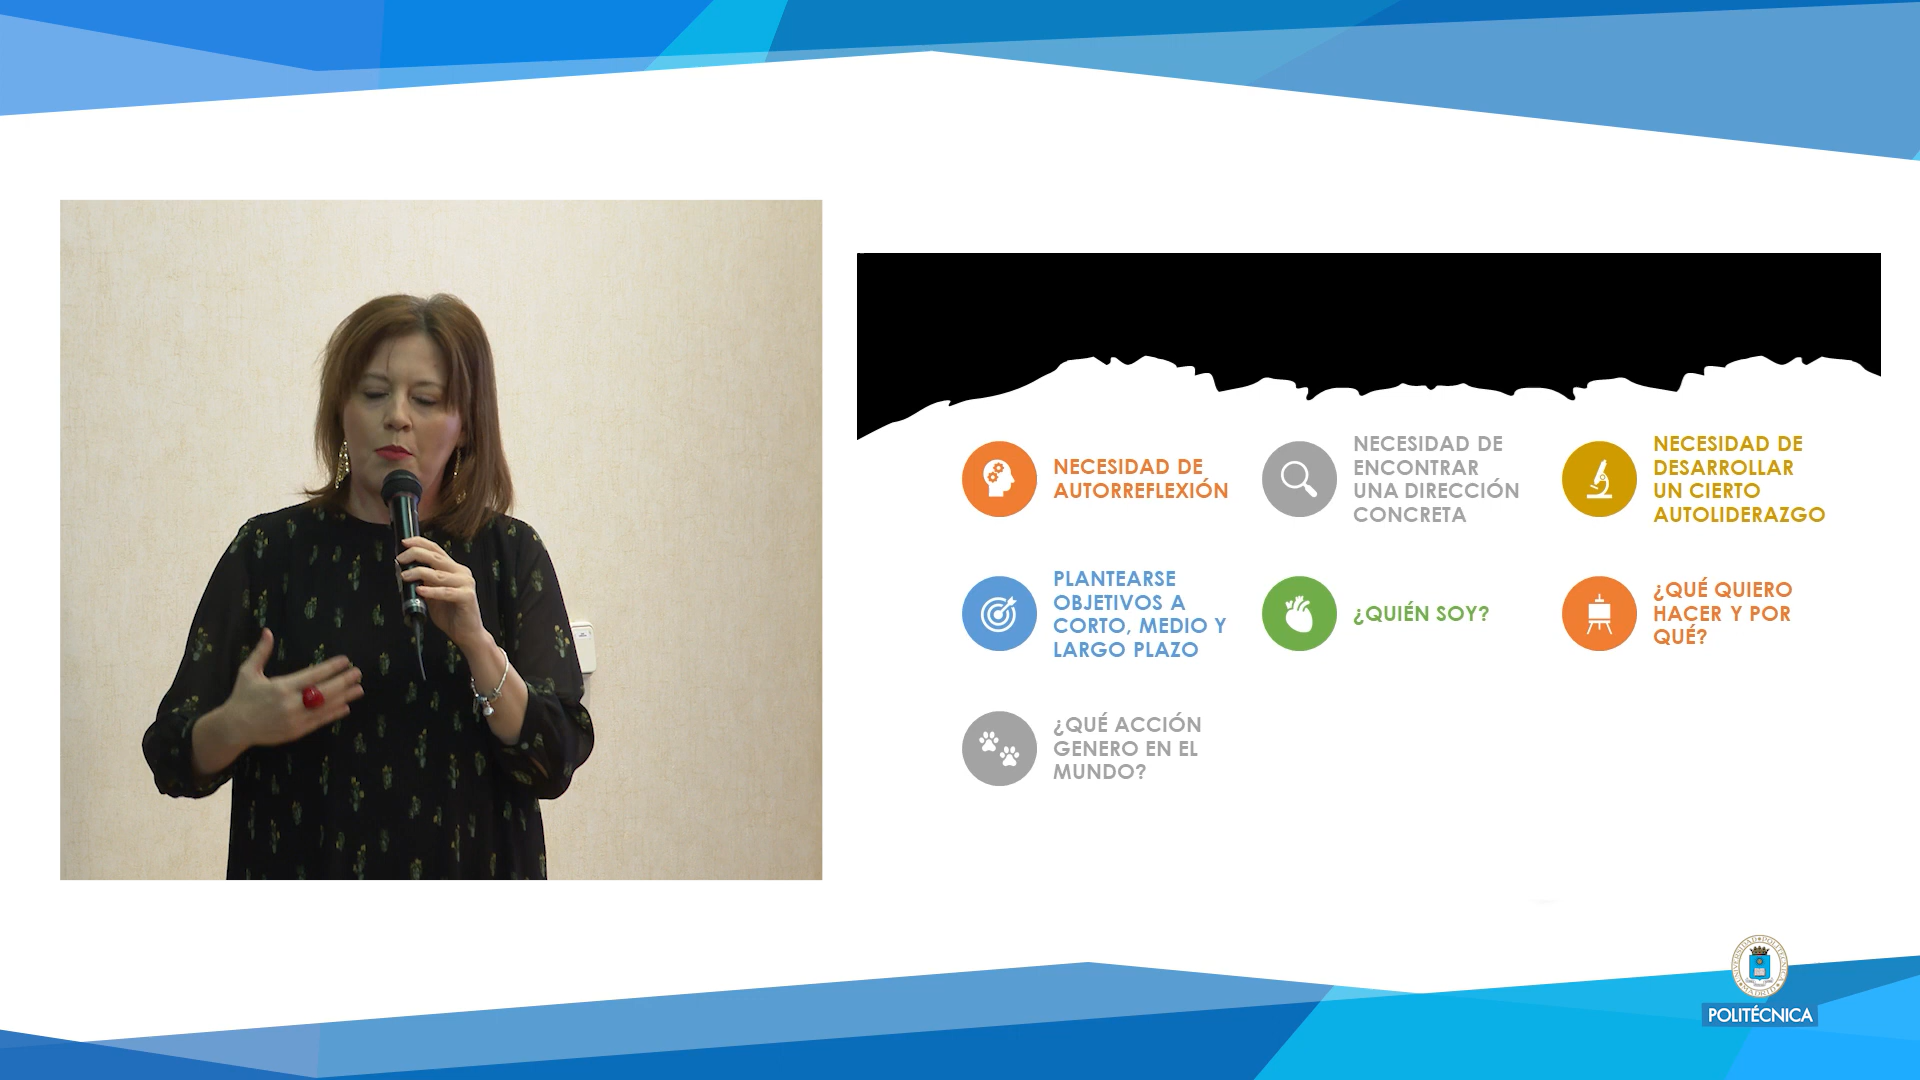 NECESIDAD DE
AUTORREFLEXIÓN
NECESIDAD DE
ENCONTRAR
UNA DIRECCIÓN
CONCRETA
NECESIDAD DE
DESARROLLAR
UN CIERTO
AUTOLIDERAZGO
PLANTEARSE
OBJETIVOS A
CORTO, MEDIO Y
LARGO PLAZO
¿QUIÉN SOY?
¿QUÉ QUIERO
HACER Y POR
QUÉ?
¿QUÉ ACCIÓN
GENERO EN EL
MUNDO?
POLITÉCNICA